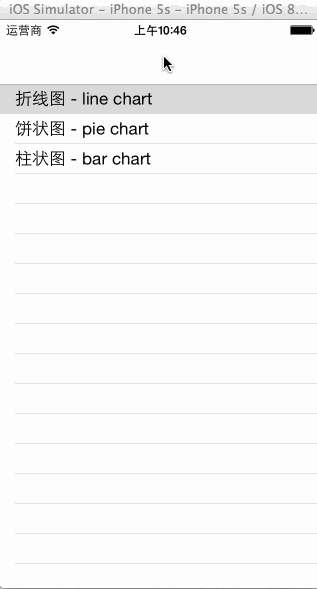 iOS Simulator – iPhone 5s – iPhone 5s / iOS 8...
运营商 上午10:46
折线图 - line chart
饼状图 - pie chart
柱状图 - bar chart